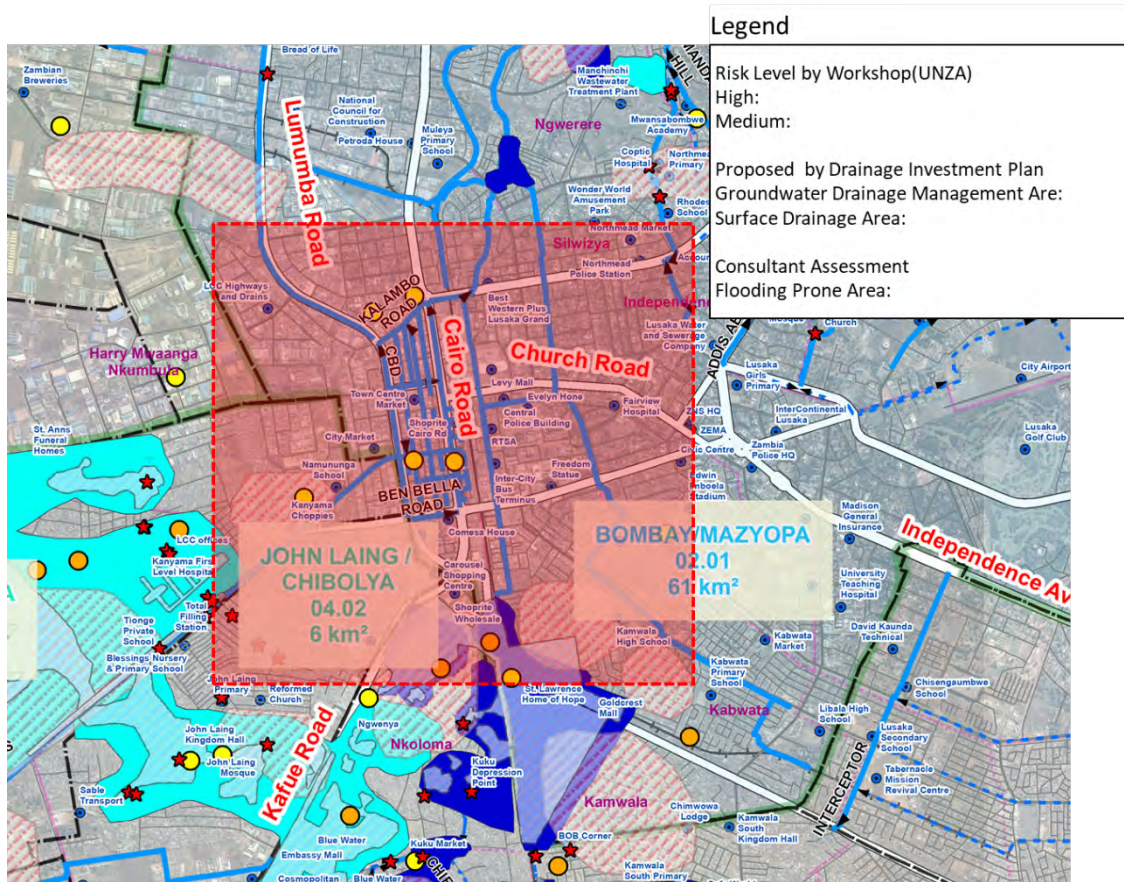 Legend
Risk Level by Workshop(UNZA)
High:
Medium:
Proposed by Drainage Investment Plan
Groundwater Drainage Management Are:
Surface Drainage Area:
Consultant Assessment
Flooding Prone Area:
Bread of Life
Zambian
Breweries
National
Council for
Construction
Petroda House
Muleya
Primary
School
Manchinchi
Wastewater
Treatment Plant
HILL
Ngwerere
Mwansabombwe
Academy
Coptic
Hospital
Northmead
Primary
Rhodes
School
Wonder World
Amusement
Park
Northmead Market
Lumumba Road
Silwizya
Northmead
Police Station
LCC Highways
and Drains
KALAMBO
ROAD
Best
Western Plus
Lusaka Grand
Lusaka Water
and Sewerage
Company
Church
Harry Mwaanga
Nkumbula
CBD
Cairo Road
Church Road
Levy Mall
Evelyn Hone
Lusaka
Girls
Primary
City Airport
Town Centre
Market
Shoprite
Cairo Rd
Central
Police Building
Fairview
Hospital
InterContinental
Lusaka
ZNS HQ
ZEMA
St. Anns
Funeral
Homes
City Market
RTSA
Civic Centre
Zambia
Police HQ
Lusaka
Golf Club
Namununga
School
Inter-City
Bus
Terminus
Freedom
Statue
Kanyama
Choppies
BEN BELLA
ROAD
Comesa House
Madison
General
Insurance
Independence Av
LCC offices
Kanyama First
Level Hospital
JOHN LAING /
CHIBOLYA
04.02
6 km²
Carousel
Shopping
Centre
BOMBAY/MAZYOPA
02.01
61 km²
University
Teaching
Hospital
Total
Filling
Station
Shoprite
Wholesale
Tionge
Private
School
Blessings Nursery
& Primary School
Kamwala
High School
Kabwata
Market
David Kaunda
Technical
John Laing
Primary
Reformed
Church
St. Lawrence
Home of Hope
Goldcrest
Mall
Kabwata
Primary
School
Chisengaumbwe
School
Ngwenya
Kabwata
Libala High
School
Lusaka
Secondary
School
John Laing
Kingdom Hall
John Laing
Mosque
Nkoloma
Kafue Road
Kuku
Depression
Point
Tabernacle
Mission
Revival Centre
Sable
Transport
Kamwala
Chimwowa
Lodge
INTERCEPTOR
Kamwala
South
Kingdom Hall
Blue Water
Embassy Mall
Kuku Market
BOB Corner
Cosmopolitan
Blue Water
Kamwala
South Primary